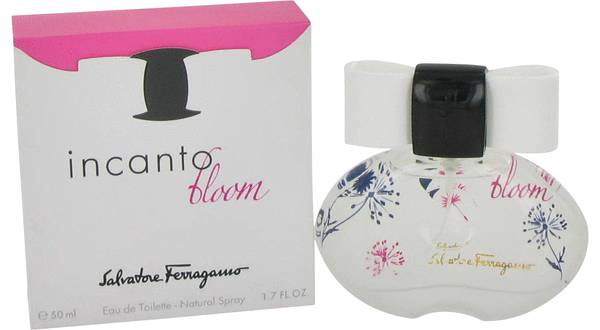 incanto
bloom
Salvatore Ferragamo
e 50 ml Eau de Toilette - Natural Spray 1.7 FL.OZ.
bloom
Salvatore Ferragamo